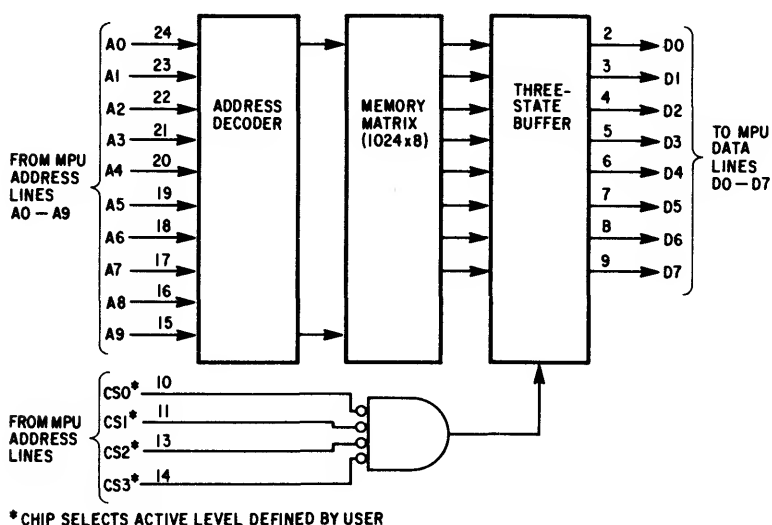 FROM MPU
ADDRESS
LINES
A0 – A9
A0 24
A1 23
A2 22
A3 21
A4 20
A5 19
A6 18
A7 17
A8 16
A9 15
ADDRESS
DECODER
MEMORY
MATRIX
(1024x8)
THREE-
STATE
BUFFER
2 D0
3 D1
4 D2
5 D3
6 D4
7 D5
8 D6
9 D7
TO MPU
DATA
LINES
D0 – D7
FROM MPU
ADDRESS
LINES
CS0* 10
CS1* 11
CS2* 13
CS3* 14
* CHIP SELECTS ACTIVE LEVEL DEFINED BY USER